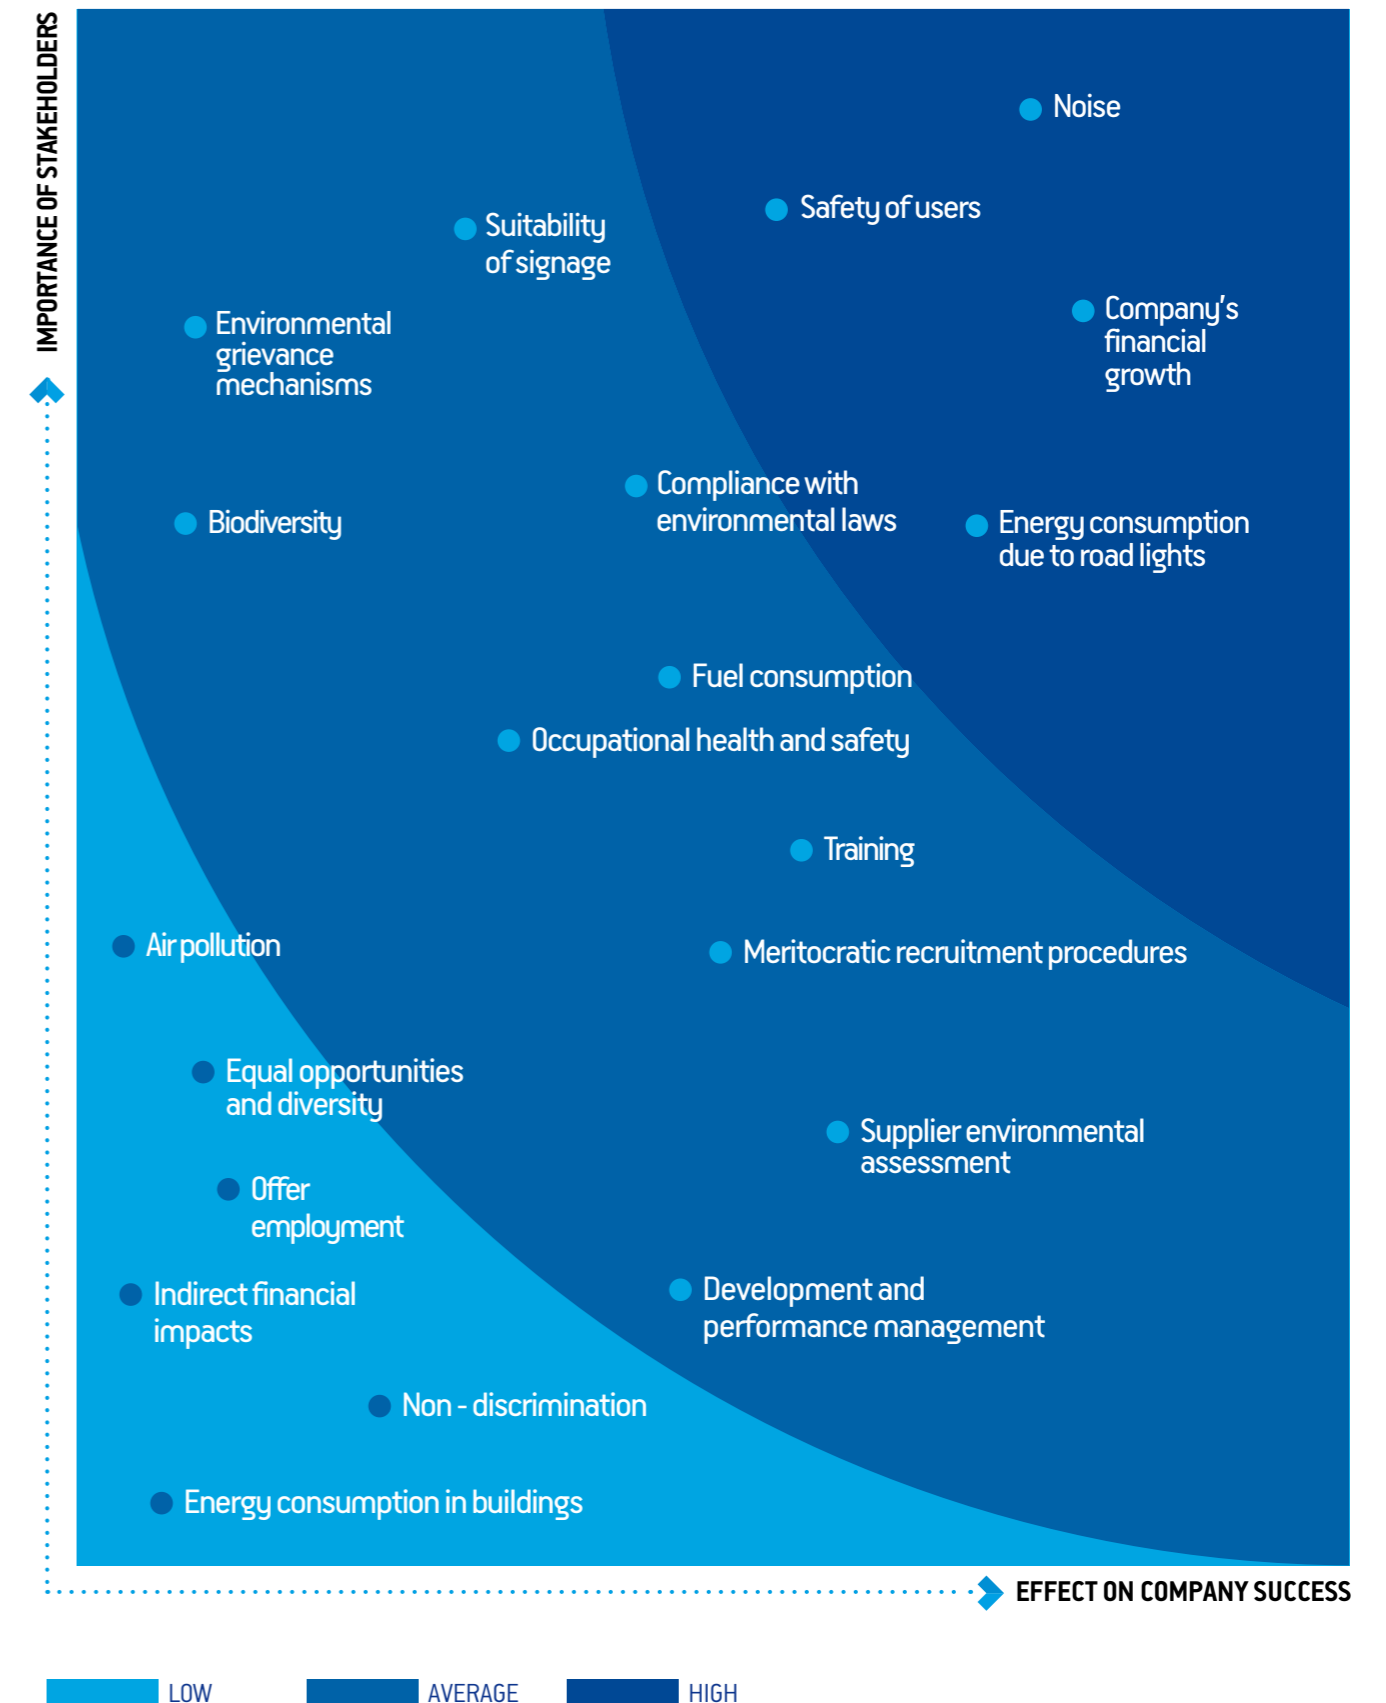 IMPORTANCE OF STAKEHOLDERS
Noise
Safety of users
Suitability
of signage
Company's
financial
growth
Environmental
grievance
mechanisms
Compliance with
environmental laws
Biodiversity
Energy consumption
due to road lights
Fuel consumption
Occupational health and safety
Training
Air pollution
Meritocratic recruitment procedures
Equal opportunities
and diversity
Supplier environmental
assessment
Offer
employment
Indirect financial
impacts
Development and
performance management
Non - discrimination
Energy consumption in buildings
EFFECT ON COMPANY SUCCESS
LOW
AVERAGE
HIGH